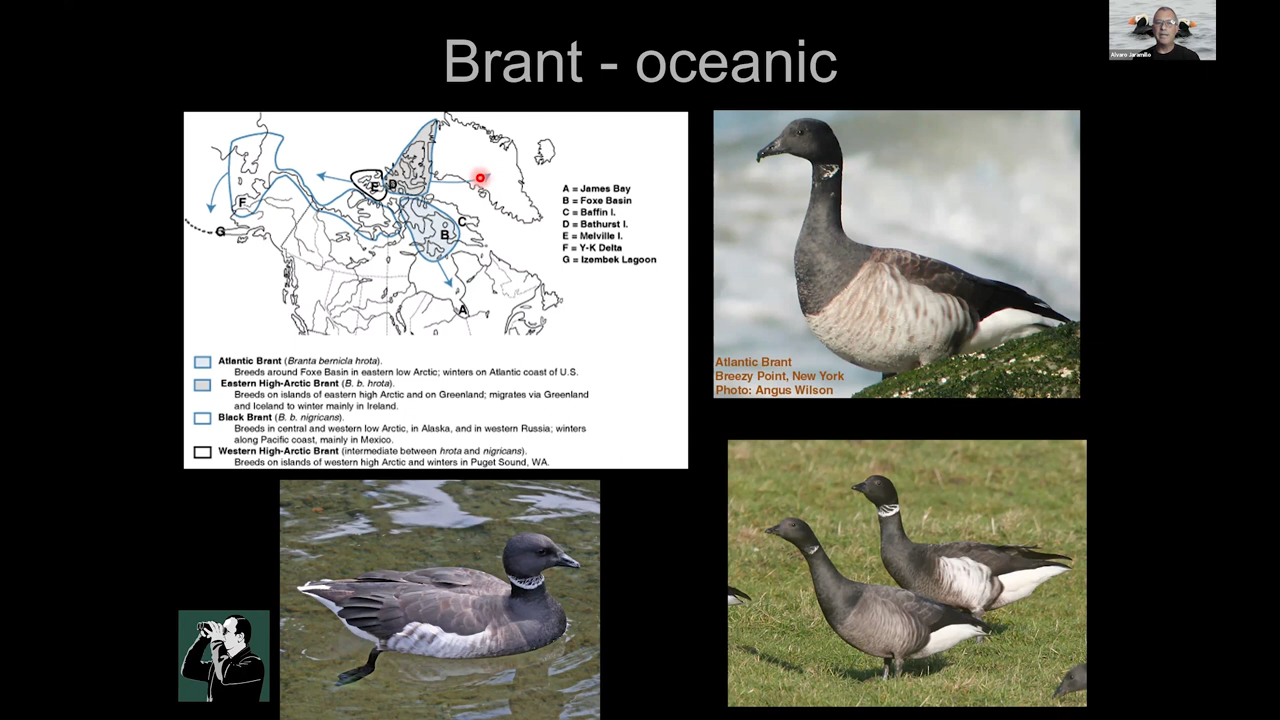 Brant - oceanic
Alvaro Jaramillo
E
D
F
G
C
B
A
A = James Bay
B = Foxe Basin
C = Baffin I.
D = Bathurst I.
E = Melville I.
F = Y-K Delta
G = Izembek Lagoon
Atlantic Brant (Branta bernicla hrota).
Breeds around Foxe Basin in eastern low Arctic; winters on Atlantic coast of U.S.
Eastern High-Arctic Brant (B. b. hrota).
Breeds on islands of eastern high Arctic and on Greenland; migrates via Greenland
and Iceland to winter mainly in Ireland.
Black Brant (B. b. nigricans).
Breeds in central and western low Arctic, in Alaska, and in western Russia; winters
along Pacific coast, mainly in Mexico.
Western High-Arctic Brant (intermediate between hrota and nigricans).
Breeds on islands of western high Arctic and winters in Puget Sound, WA.
Atlantic Brant
Breezy Point, New York
Photo: Angus Wilson